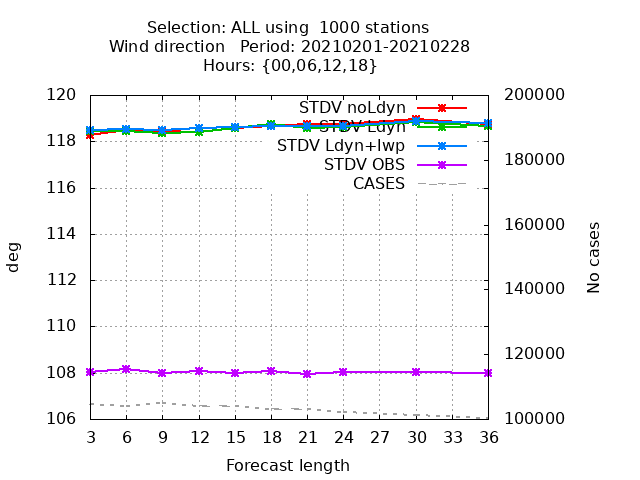 Selection: ALL using  1000 stations
Wind direction   Period: 20210201-20210228
Hours: {00,06,12,18}
120
118
116
114
112
110
108
106
deg
STDV noLdyn
STDV Ldyn
STDV Ldyn+lwp
STDV OBS
CASES
200000
180000
160000
140000
120000
100000
No cases
3 6 9 12 15 18 21 24 27 30 33 36
Forecast length